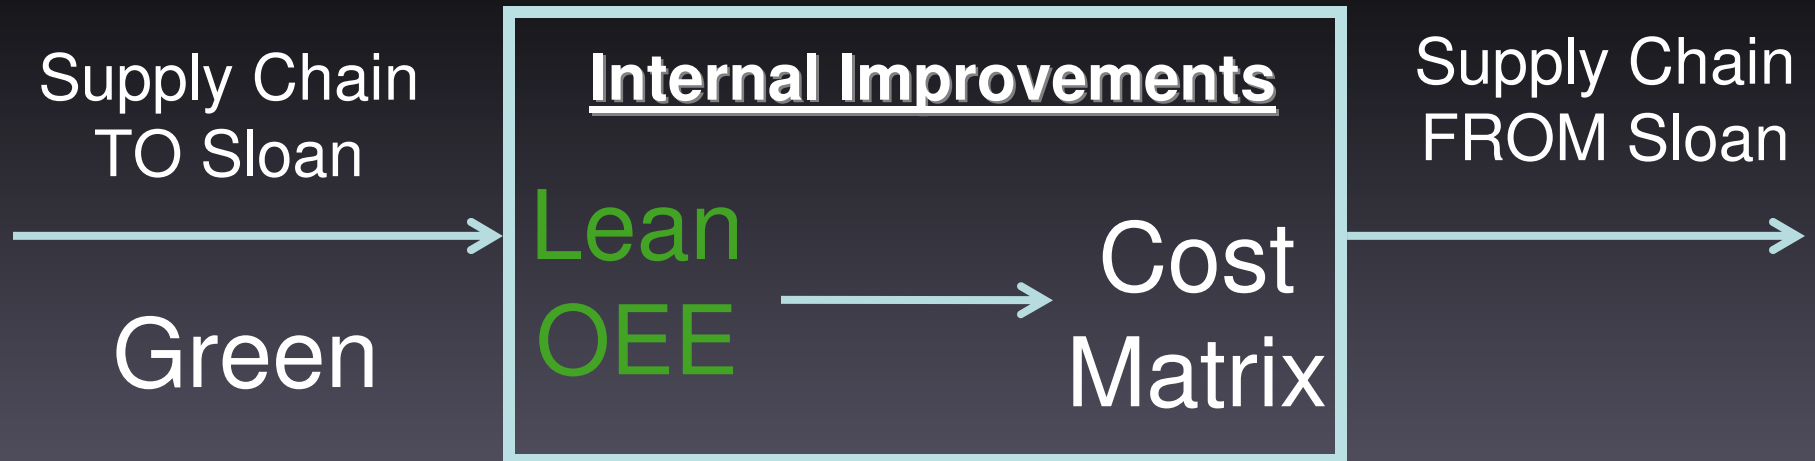 Supply Chain
TO Sloan
Green
Internal Improvements
Lean
OEE
Cost
Matrix
Supply Chain
FROM Sloan